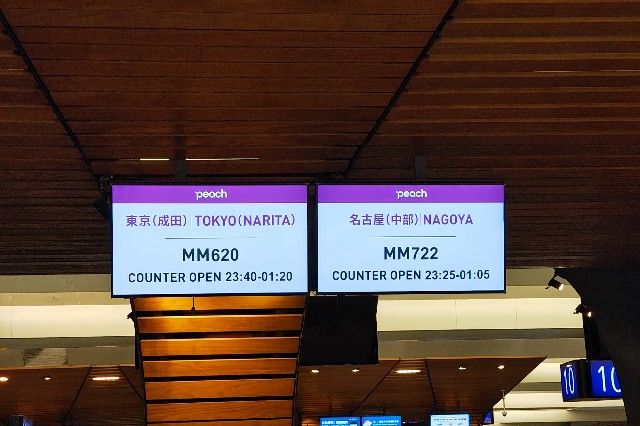 peach
東京(成田) | TOKYO(NARITA)
MM620
COUNTER OPEN 23:40-01:20
peach
名古屋(中部) | NAGOYA
MM722
COUNTER OPEN 23:25-01:05
10 10